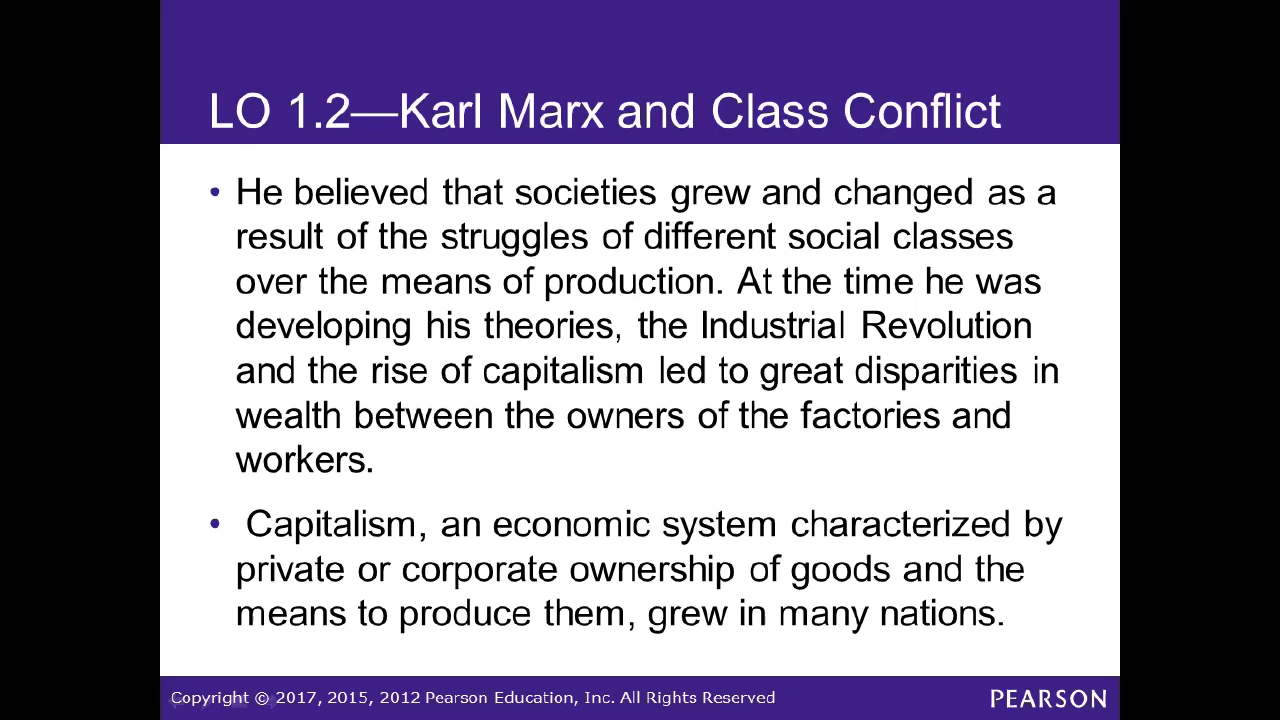 LO 1.2—Karl Marx and Class Conflict
• He believed that societies grew and changed as a
result of the struggles of different social classes
over the means of production. At the time he was
developing his theories, the Industrial Revolution
and the rise of capitalism led to great disparities in
wealth between the owners of the factories and
workers.
• Capitalism, an economic system characterized by
private or corporate ownership of goods and the
means to produce them, grew in many nations.
Copyright © 2017, 2015, 2012 Pearson Education, Inc. All Rights Reserved
PEARSON